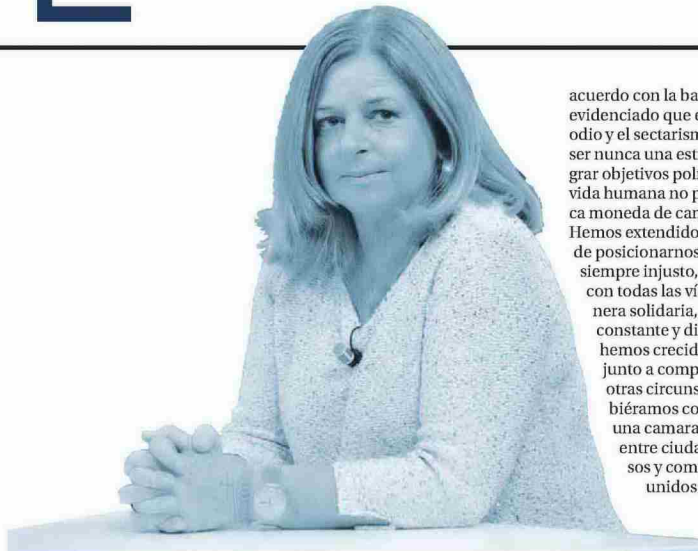 acuerdo con la ba
evidenciado que e
odio y el sectarism
ser nunca una est
grar objetivos polí
vida humana no p
ca moneda de can
Hemos extendido
de posicionarnos
siempre injusto,
con todas las ví
nera solidaria,
constante y di
hemos crecid
junto a comp
otras circuns
biéramos co
una camara
entre ciuda
sos y com
unidos